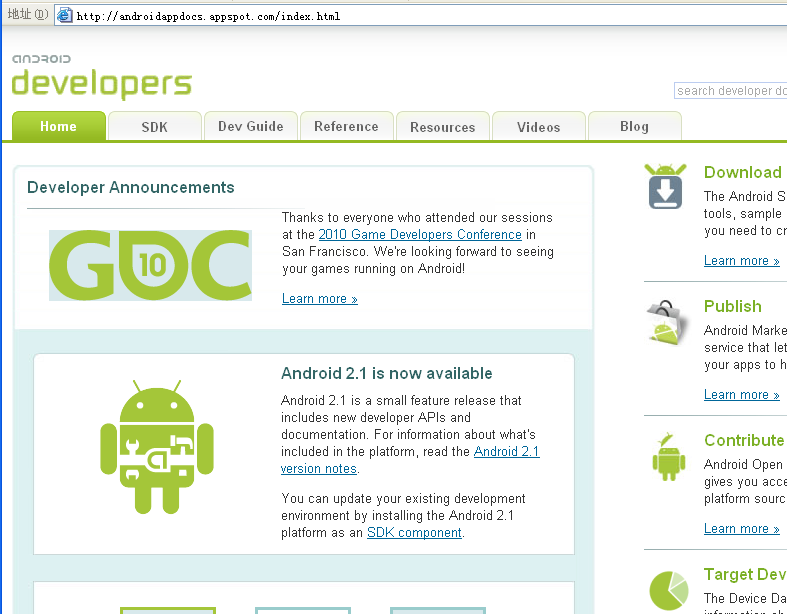 地址(D) http://androidappdocs.appspot.com/index.html
android
developers
search developer do
Home SDK Dev Guide Reference Resources Videos Blog
Developer Announcements
GDC 10
Thanks to everyone who attended our sessions
at the 2010 Game Developers Conference in
San Francisco. We're looking forward to seeing
your games running on Android!
Learn more »
Android 2.1 is now available
Android 2.1 is a small feature release that
includes new developer APIs and
documentation. For information about what's
included in the platform, read the Android 2.1
version notes.
You can update your existing development
environment by installing the Android 2.1
platform as an SDK component.
Download
The Android S
tools, sample
you need to cr
Learn more »
Publish
Android Marke
service that let
your apps to h
Learn more »
Contribute
Android Open
gives you acce
platform sourc
Learn more »
Target Dev
The Device Da